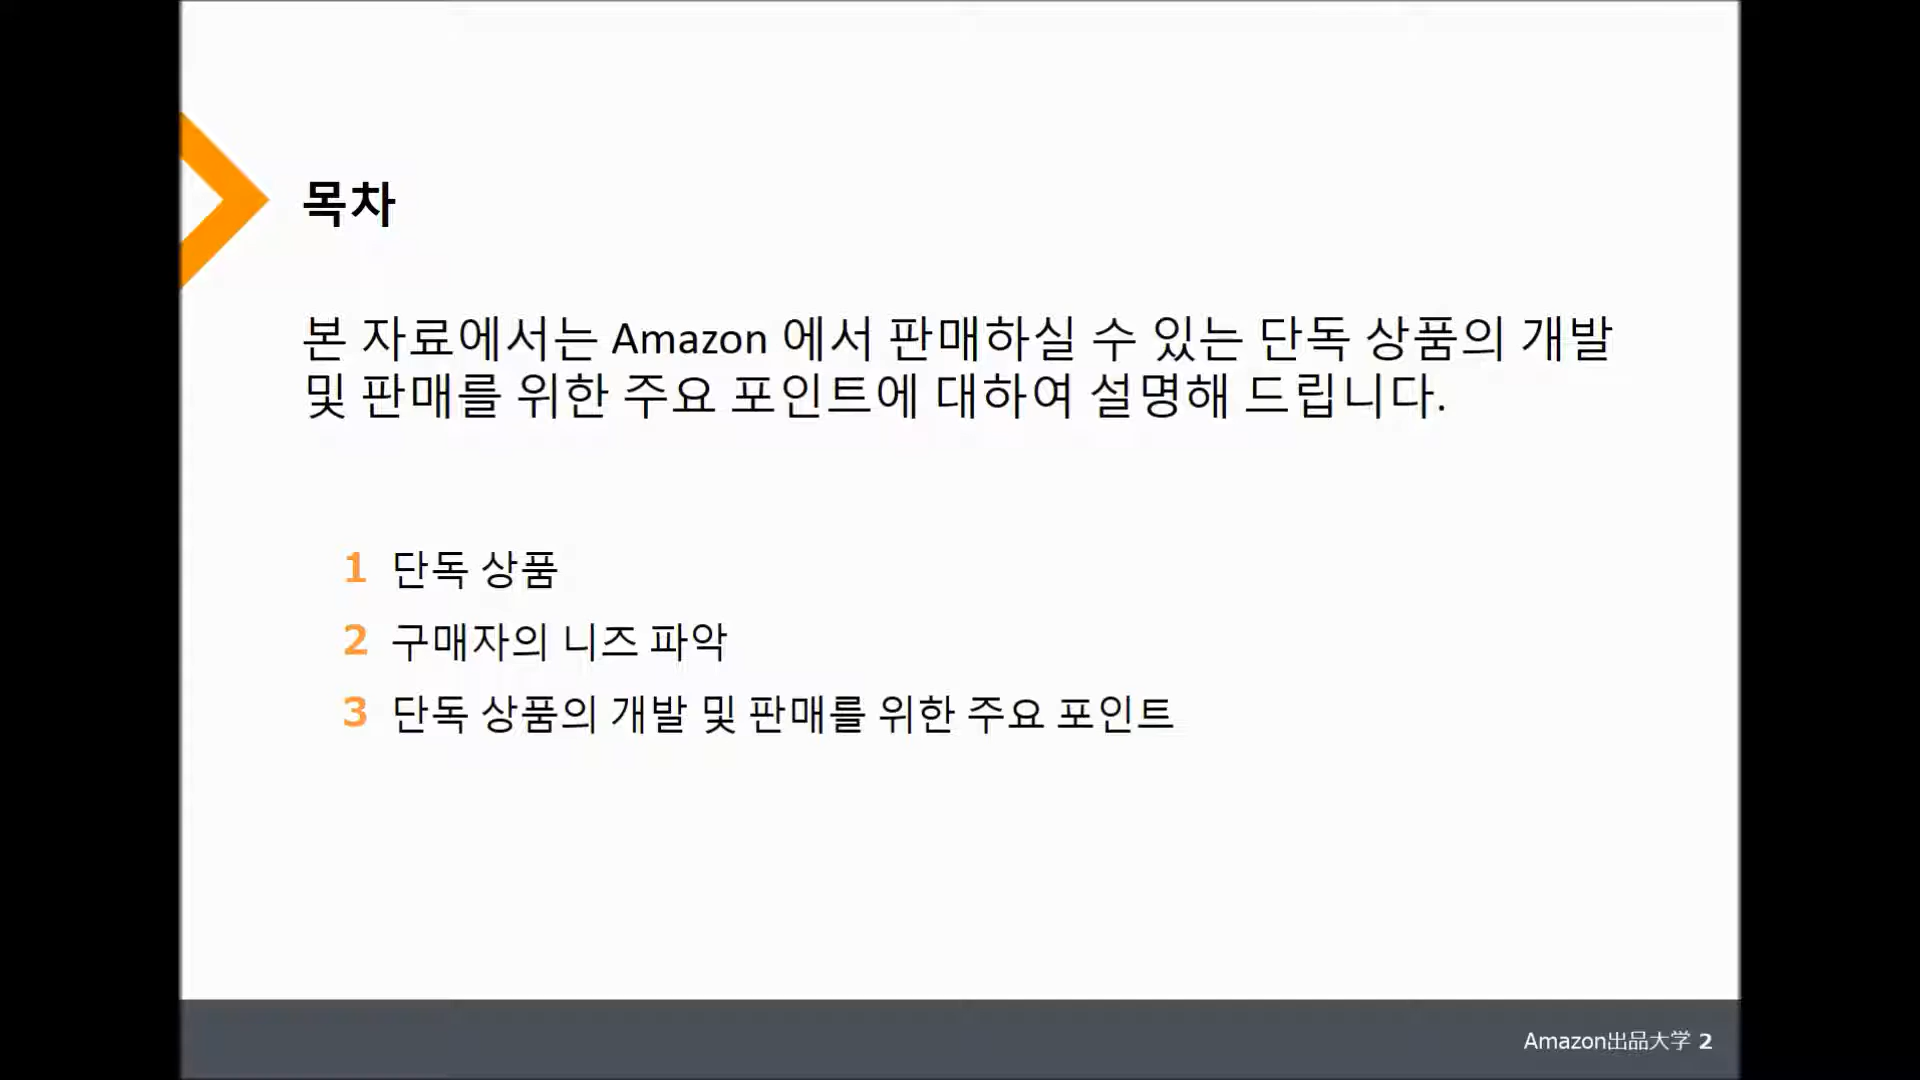 목차
본 자료에서는 Amazon 에서 판매하실 수 있는 단독 상품의 개발
및 판매를 위한 주요 포인트에 대하여 설명해 드립니다.
1 단독 상품
2 구매자의 니즈 파악
3 단독 상품의 개발 및 판매를 위한 주요 포인트
Amazon出品大学 2